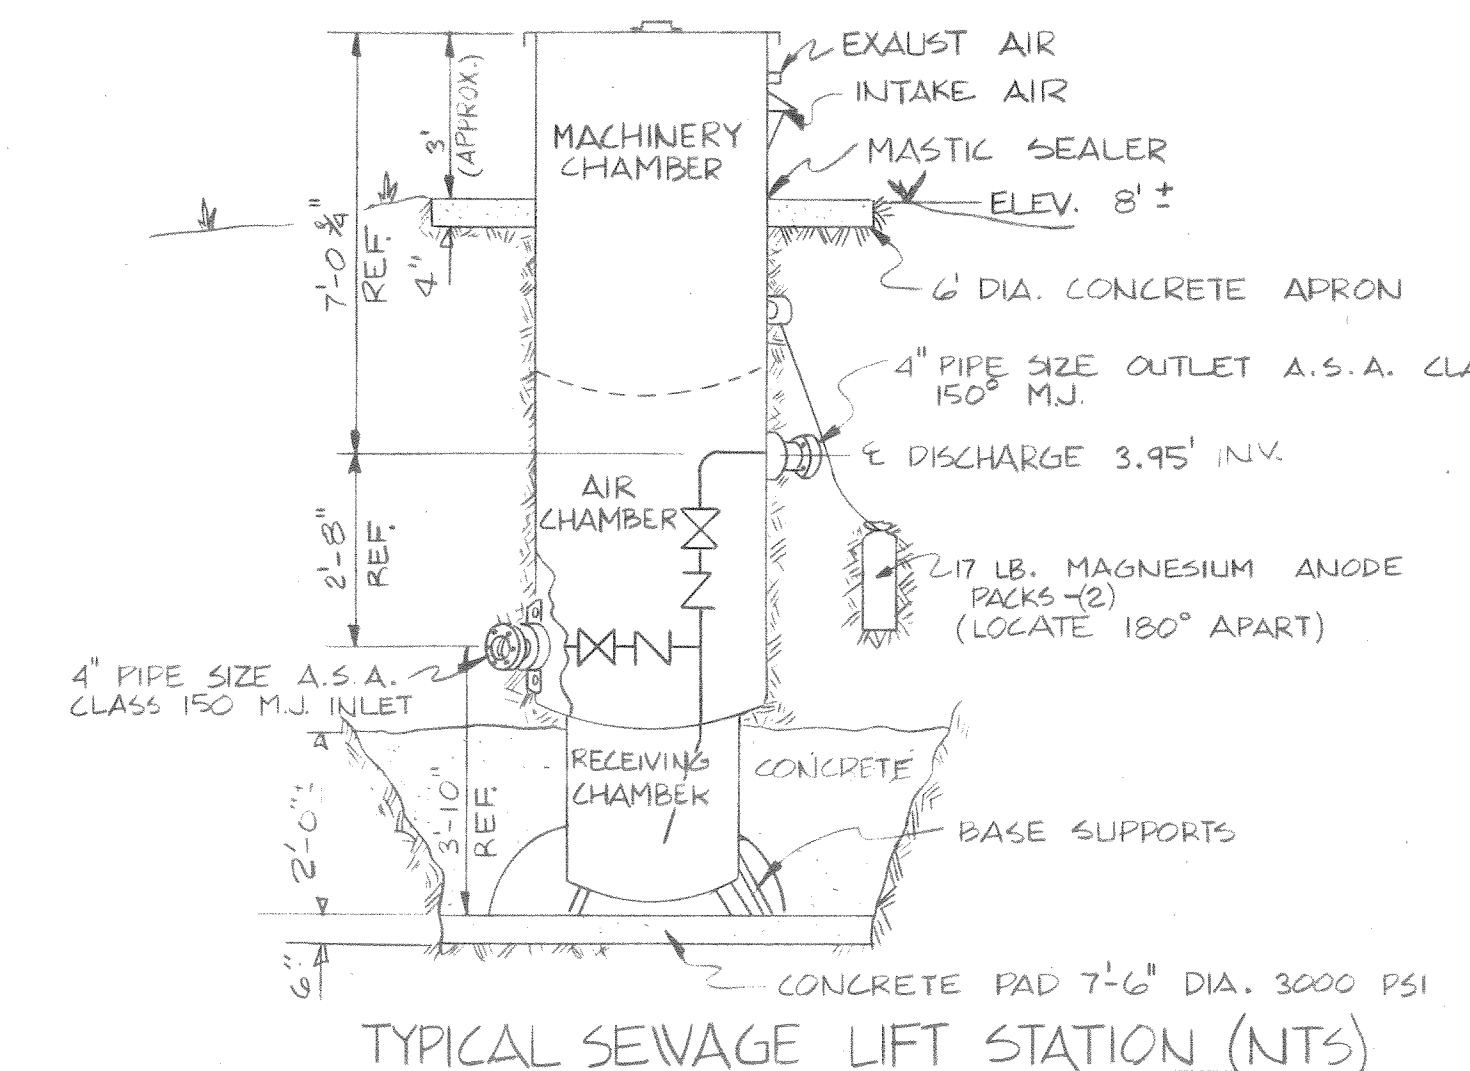 EXAUST AIR
INTAKE AIR
MASTIC SEALER
ELEV. 8' ±
6' DIA. CONCRETE APRON
4" PIPE SIZE OUTLET A.S.A. CLA
150° M.J.
℄ DISCHARGE 3.95' INV.
17 LB. MAGNESIUM ANODE
PACKS-(2)
(LOCATE 180° APART)
MACHINERY
CHAMBER
3'
(APPROX.)
4"
7'-0 3/4"
REF.
AIR
CHAMBER
2'-8"
REF.
4" PIPE SIZE A.S.A.
CLASS 150 M.J. INLET
RECEIVING
CHAMBER
CONCRETE
3'-10"
REF.
2'-0"±
6"
BASE SUPPORTS
CONCRETE PAD 7'-6" DIA. 3000 PSI
TYPICAL SEWAGE LIFT STATION (NTS)